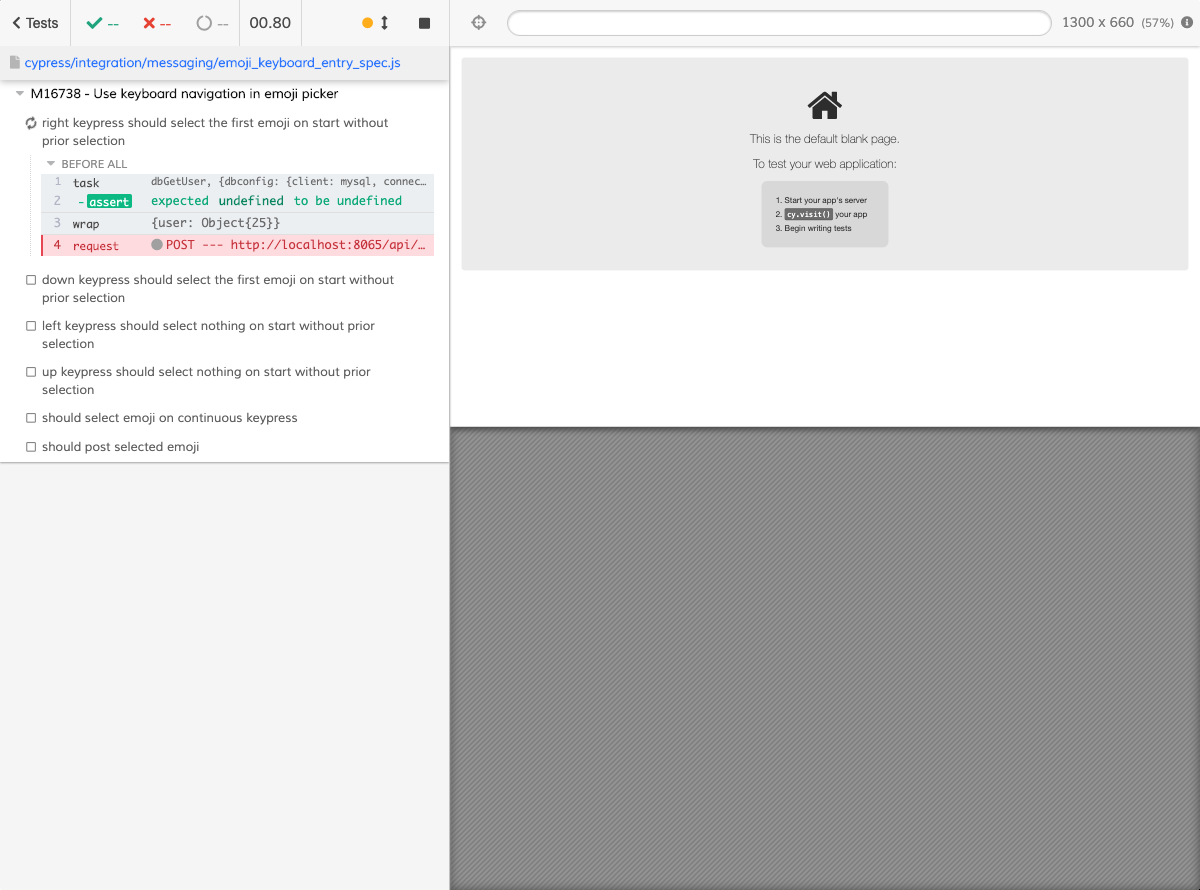 Tests -- -- -- 00.80 1300 x 660 (57%)
cypress/integration/messaging/emoji_keyboard_entry_spec.js
M16738 - Use keyboard navigation in emoji picker
right keypress should select the first emoji on start without
prior selection
BEFORE ALL
1 task dbGetUser, {dbconfig: {client: mysql, connec…
2 - assert expected undefined to be undefined
3 wrap {user: Object{25}}
4 request POST --- http://localhost:8065/api/…
down keypress should select the first emoji on start without
prior selection
left keypress should select nothing on start without prior
selection
up keypress should select nothing on start without prior
selection
should select emoji on continuous keypress
should post selected emoji
This is the default blank page.
To test your web application:
1. Start your app's server
2. cy.visit() your app
3. Begin writing tests